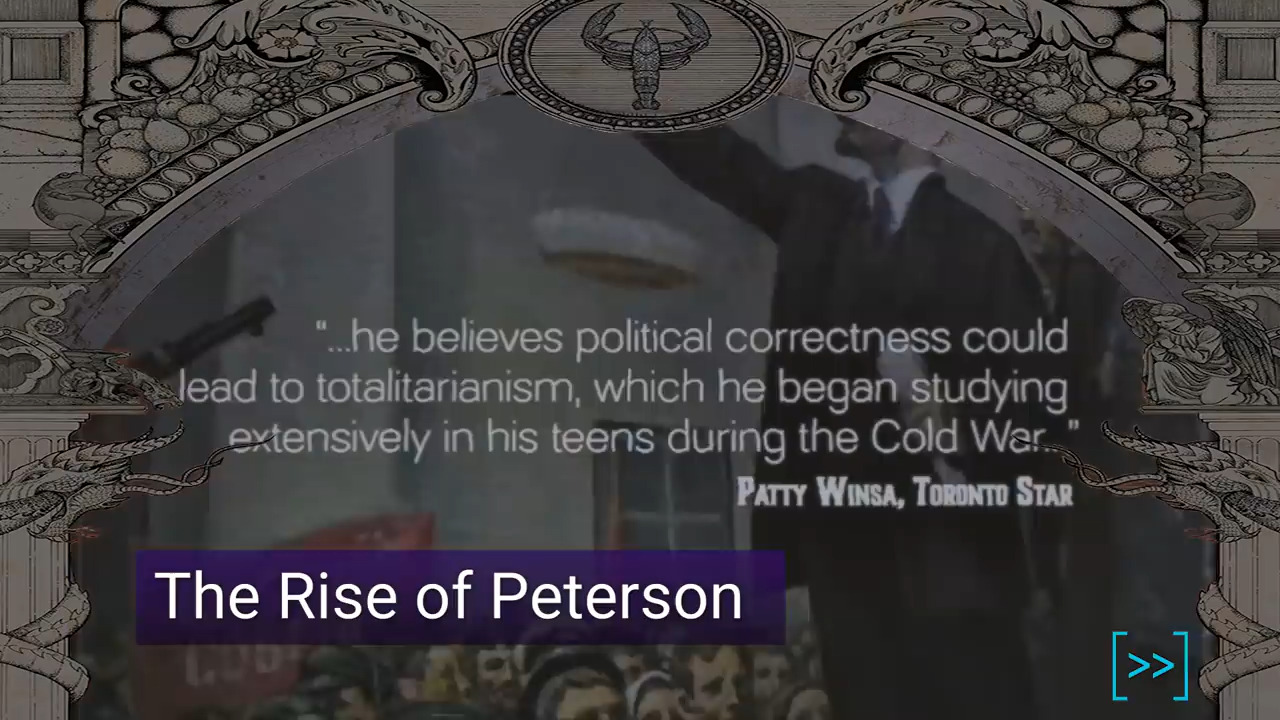 "...he believes political correctness could
lead to totalitarianism, which he began studying
extensively in his teens during the Cold War..."
PATTY WINSA, TORONTO STAR
The Rise of Peterson
[>>]